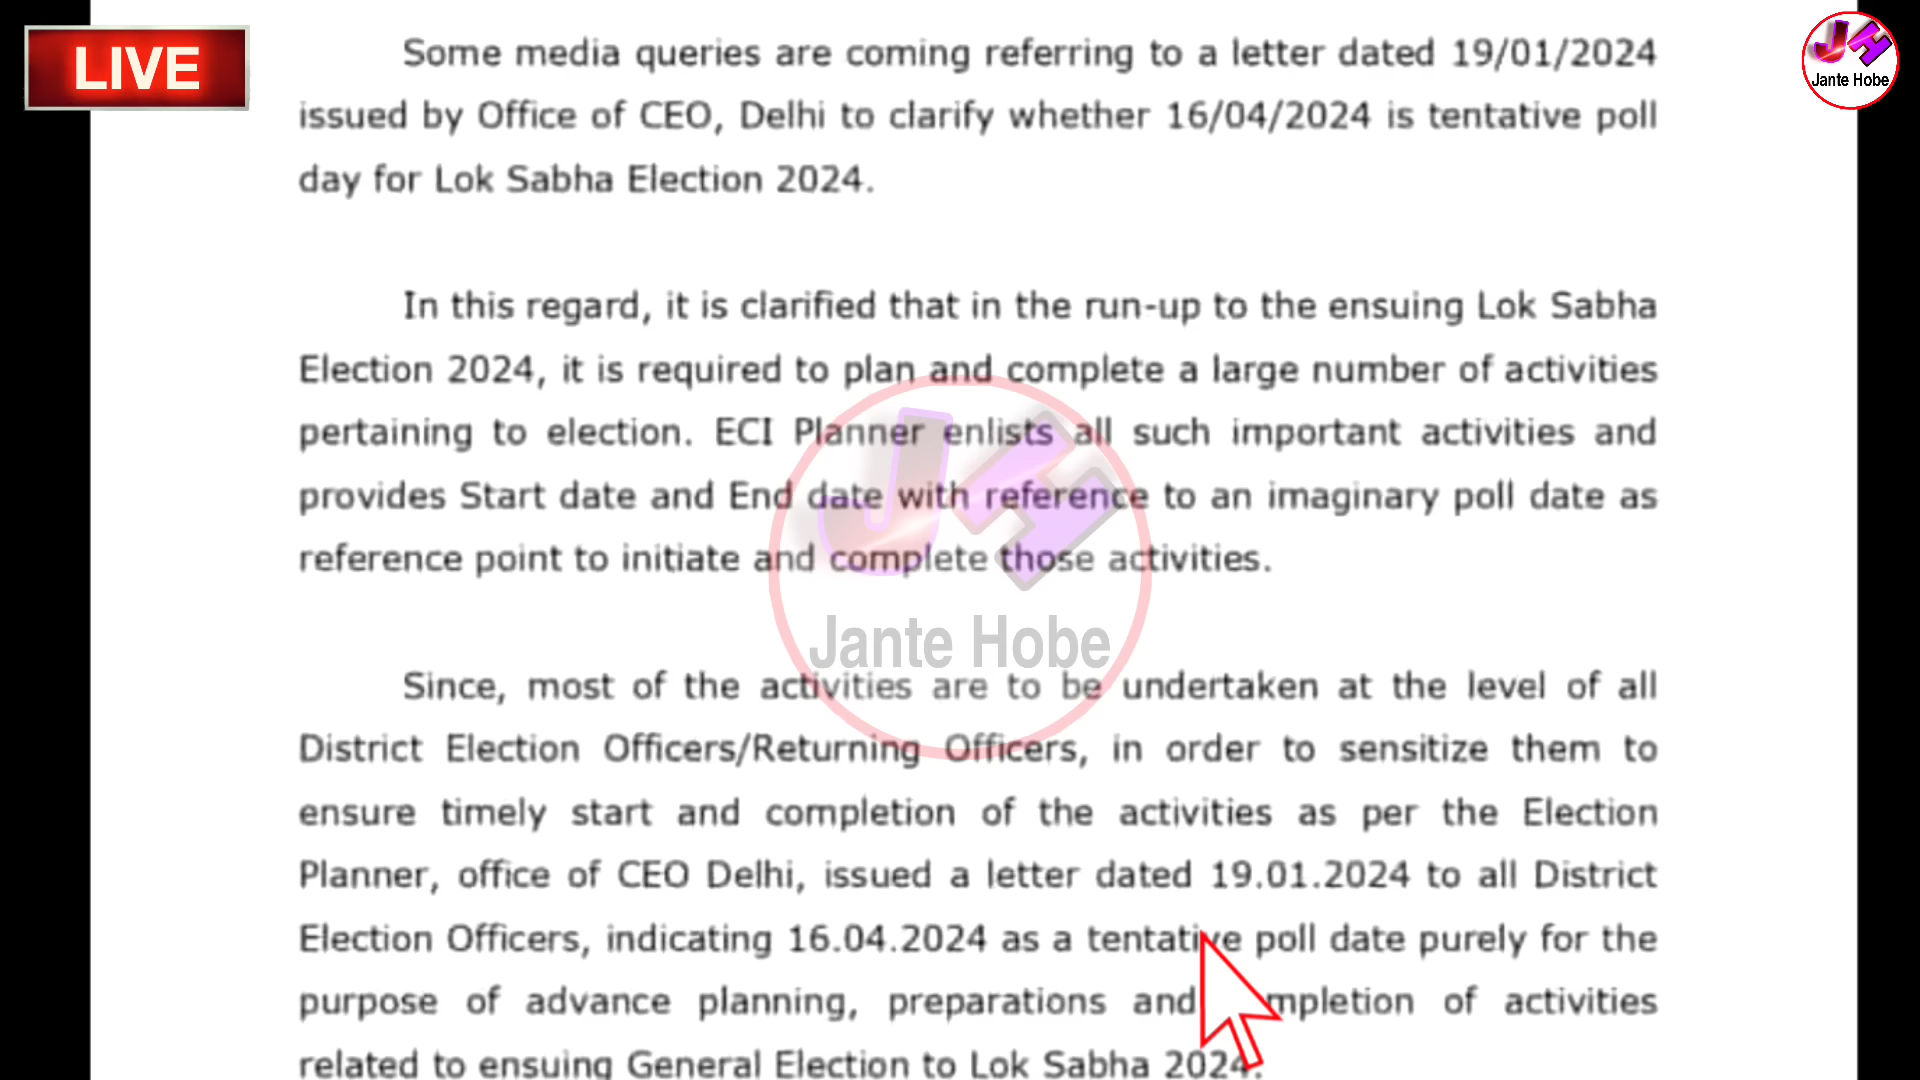 LIVE
JH
Jante Hobe
Some media queries are coming referring to a letter dated 19/01/2024
issued by Office of CEO, Delhi to clarify whether 16/04/2024 is tentative poll
day for Lok Sabha Election 2024.
In this regard, it is clarified that in the run-up to the ensuing Lok Sabha
Election 2024, it is required to plan and complete a large number of activities
pertaining to election. ECI Planner enlists all such important activities and
provides Start date and End date with reference to an imaginary poll date as
reference point to initiate and complete those activities.
JH
Jante Hobe
Since, most of the activities are to be undertaken at the level of all
District Election Officers/Returning Officers, in order to sensitize them to
ensure timely start and completion of the activities as per the Election
Planner, office of CEO Delhi, issued a letter dated 19.01.2024 to all District
Election Officers, indicating 16.04.2024 as a tentative poll date purely for the
purpose of advance planning, preparations and completion of activities
related to ensuing General Election to Lok Sabha 2024.